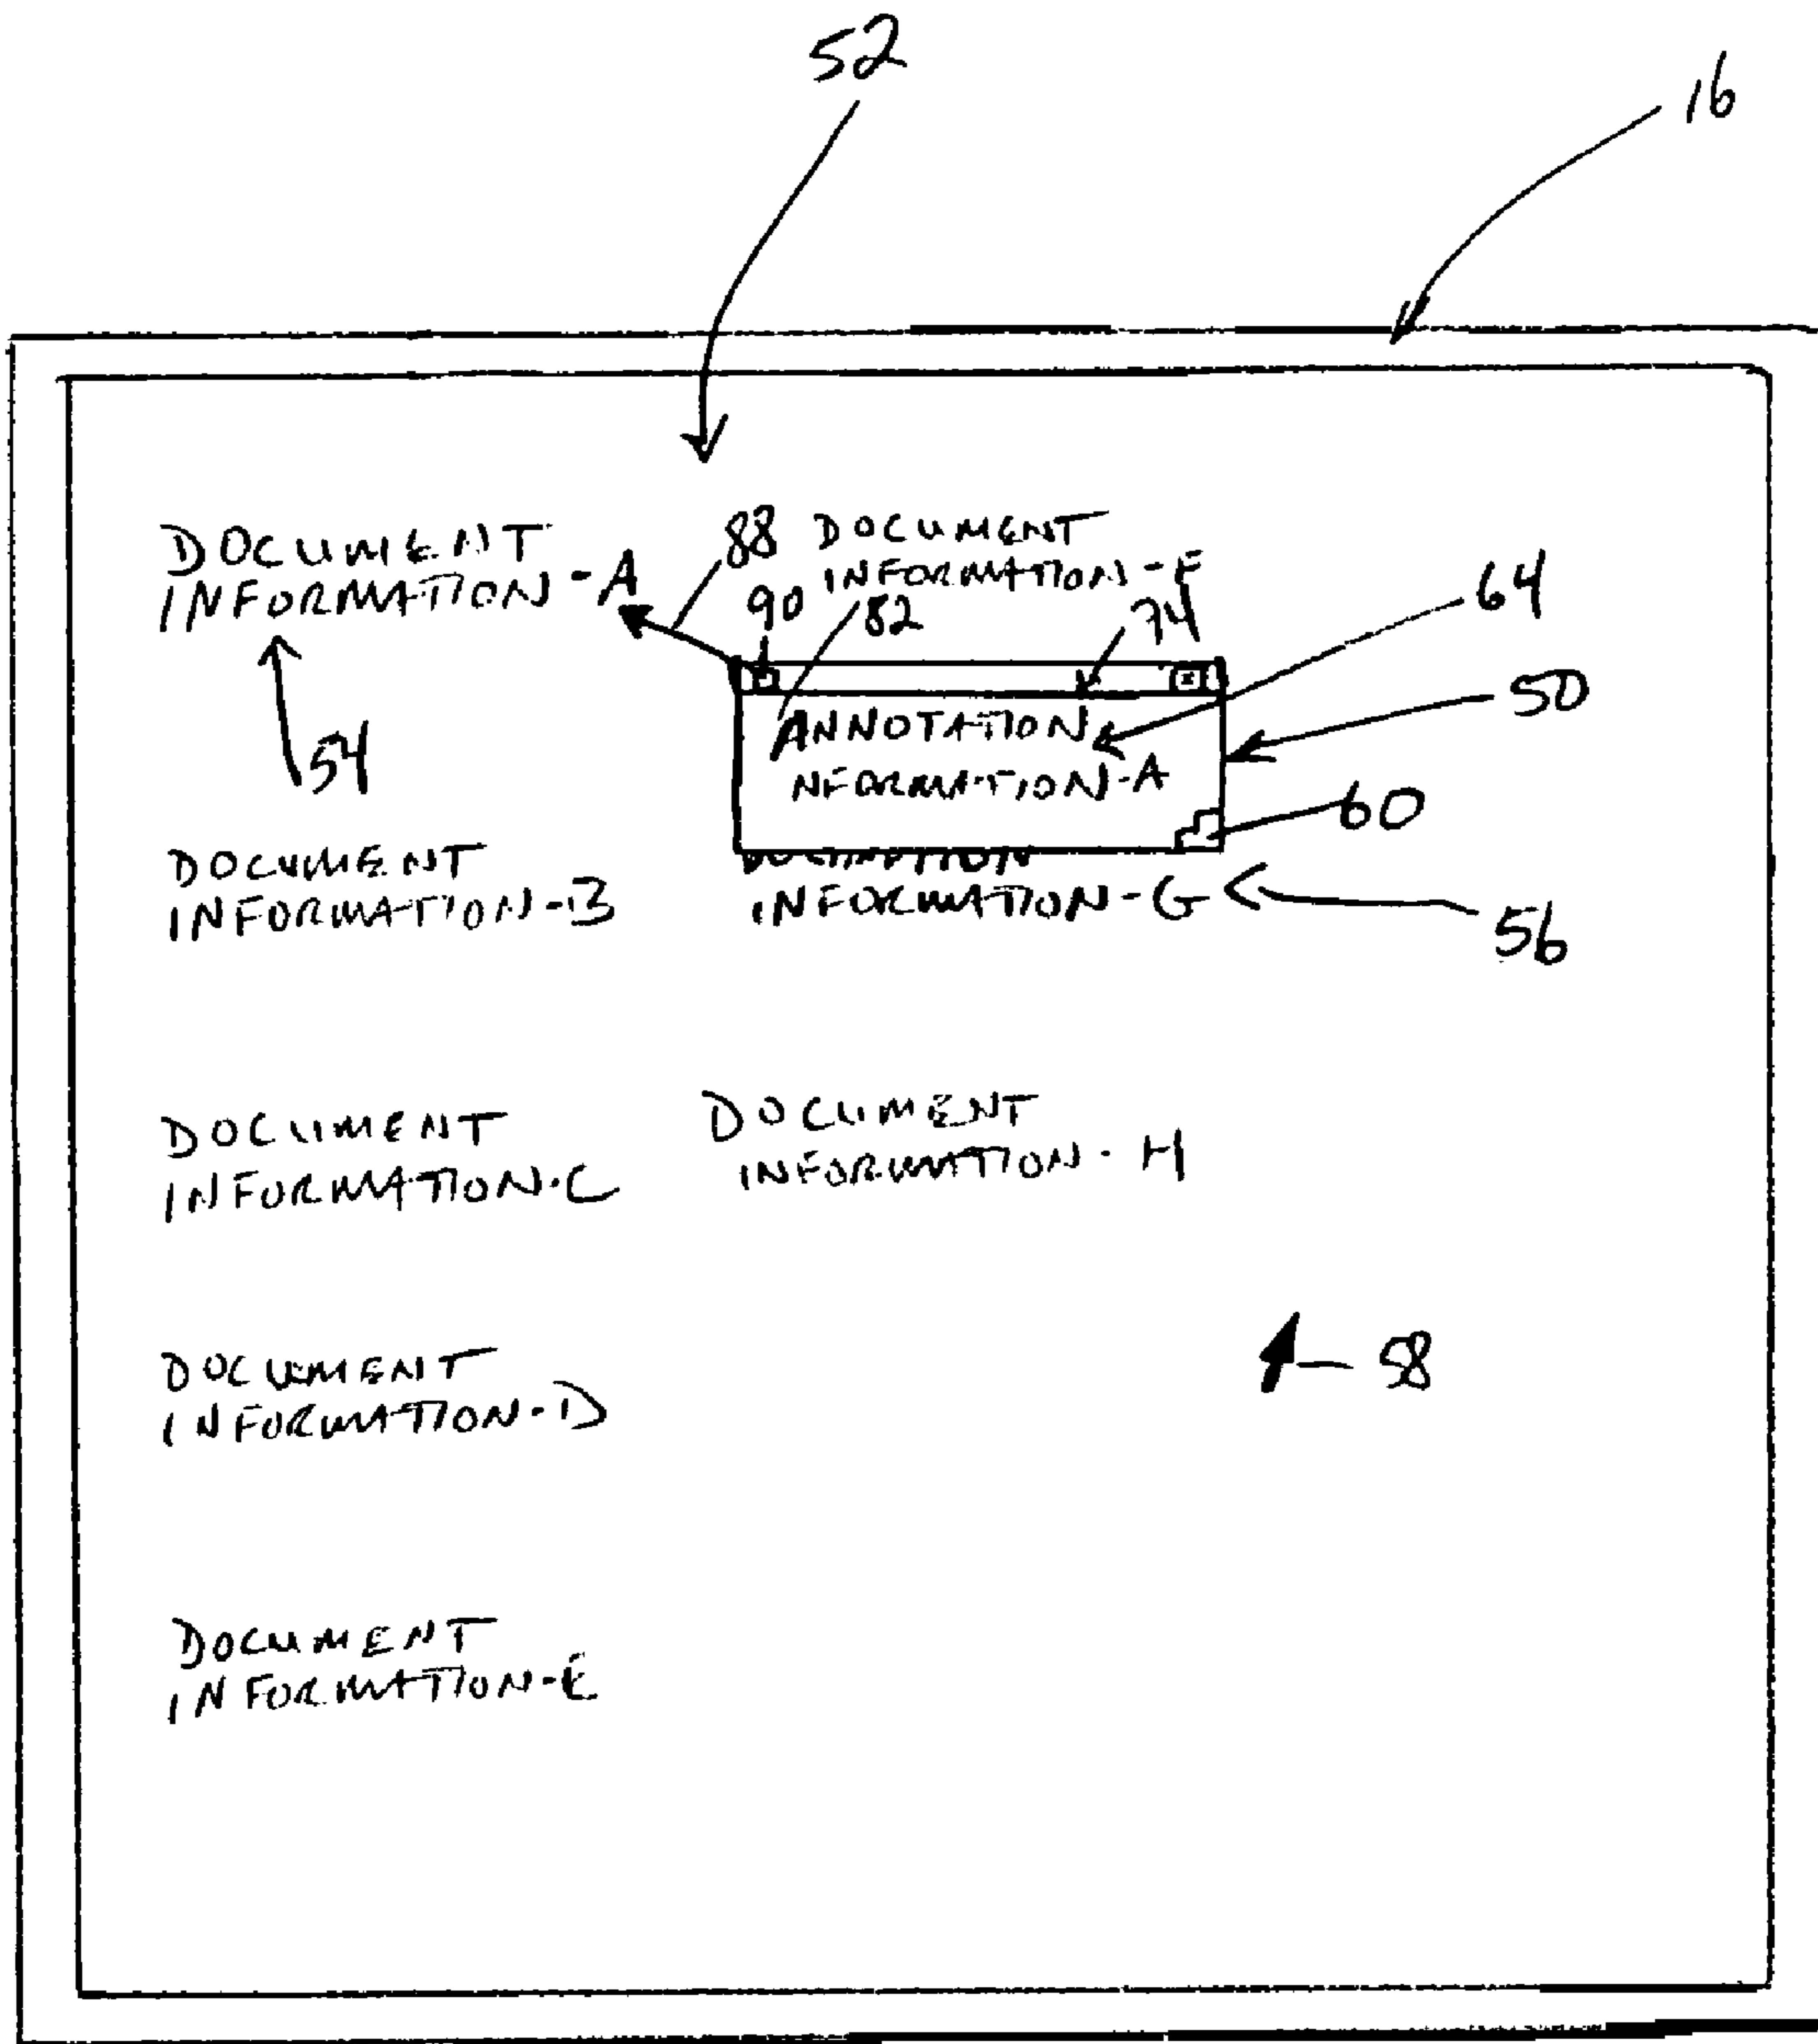 52
16
DOCUMENT
INFORMATION-A
54
88
90
82
DOCUMENT
INFORMATION-F
74
64
50
60
ANNOTATION
NFORMATION-A
DOCUMENT
INFORMATION-B
INFORMATION-G
56
DOCUMENT
INFORMATION-C
DOCUMENT
INFORMATION-H
DOCUMENT
INFORMATION-D
58
DOCUMENT
INFORMATION-E